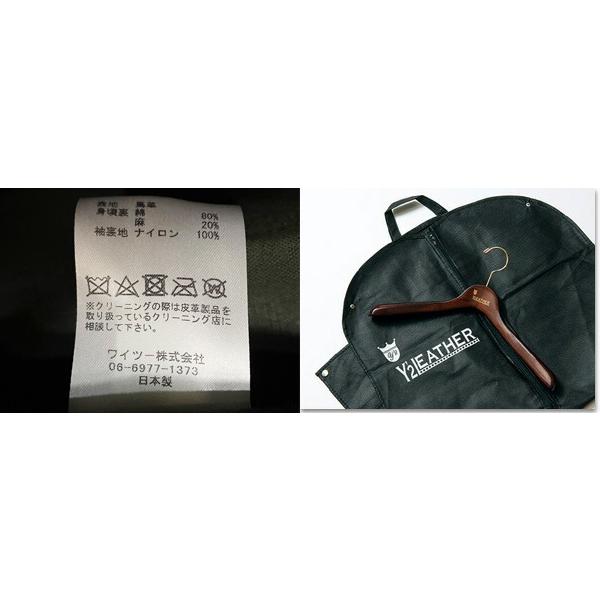 表地 馬革
身頃裏 綿 80%
麻 20%
袖裏地 ナイロン 100%
※クリーニングの際は皮革製品を
取り扱っているクリーニング店に
相談して下さい。
ワイツー株式会社
06-6977-1373
日本製
Y'2 LEATHER